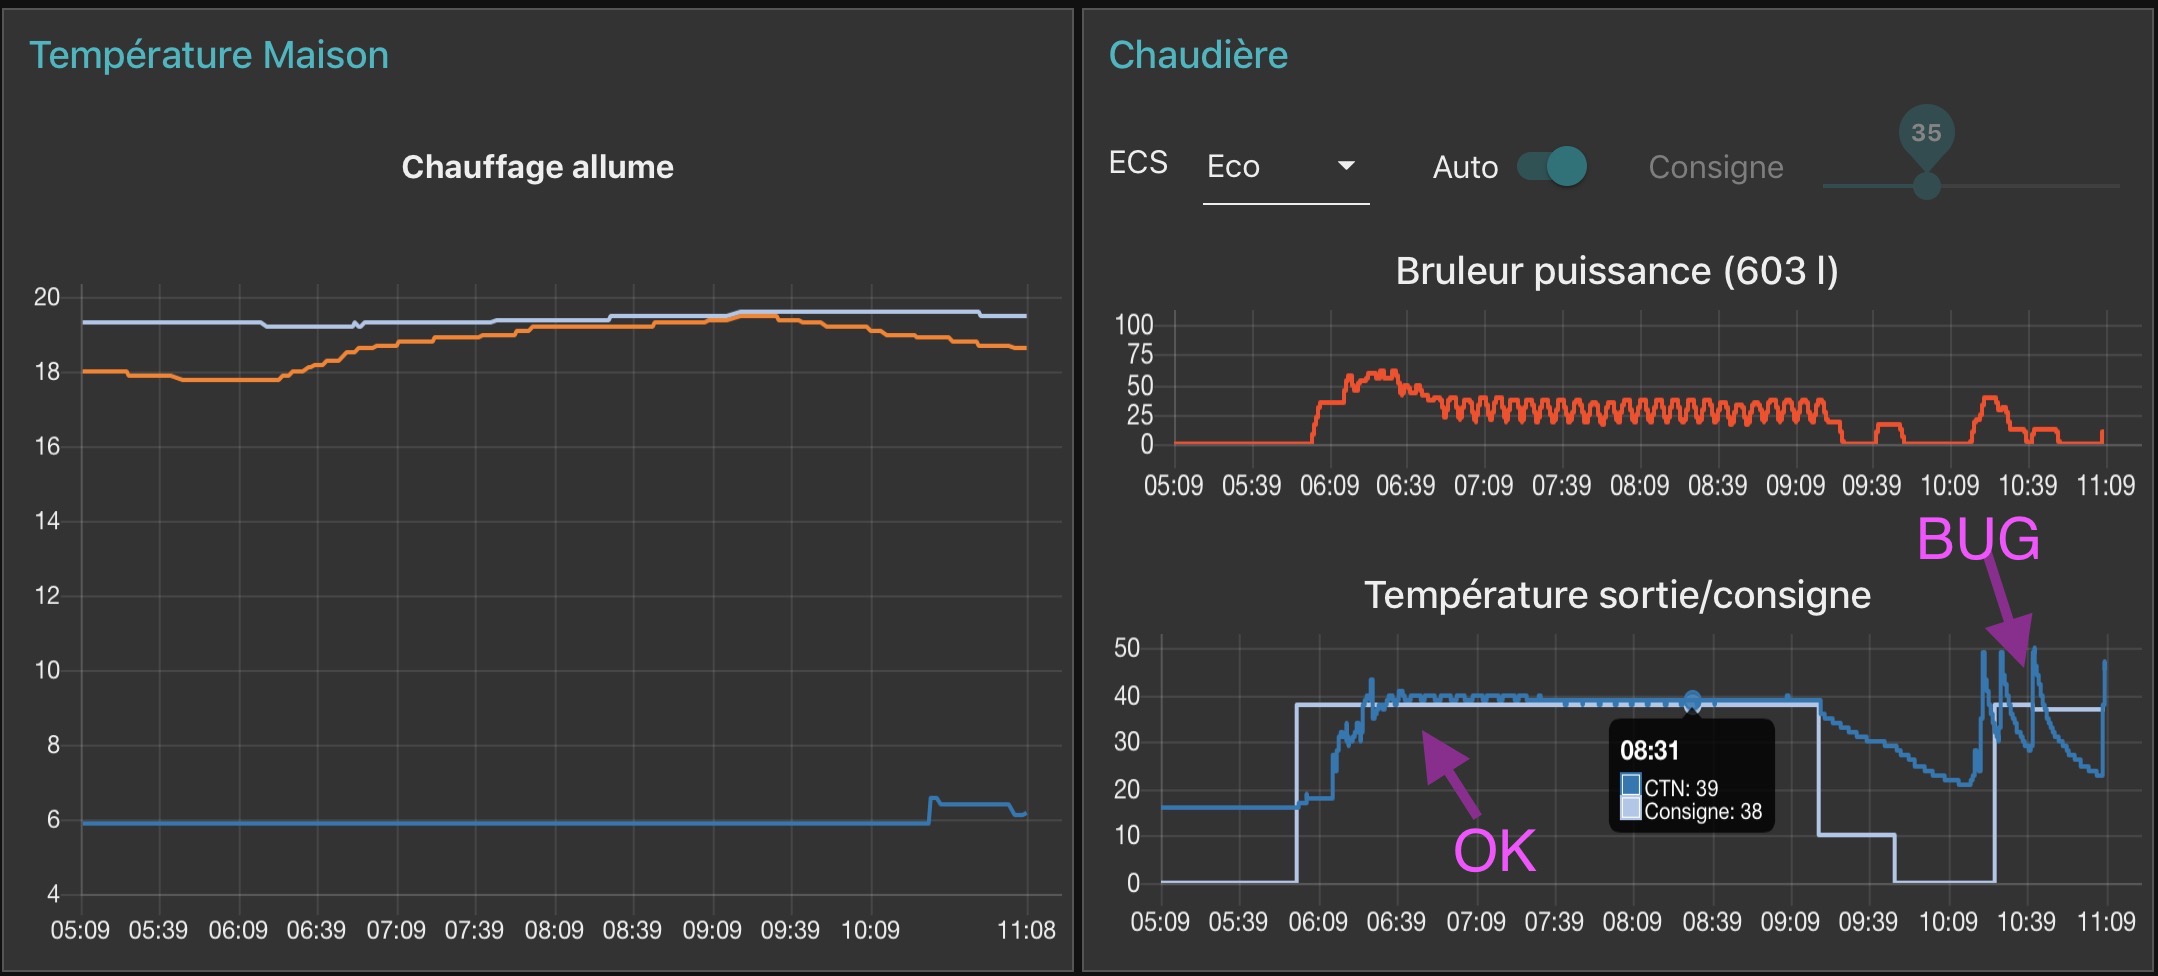 Température Maison
Chauffage allume
20
18
16
14
12
10
8
6
4
05:09 05:39 06:09 06:39 07:09 07:39 08:09 08:39 09:09 09:39 10:09 11:08
Chaudière
ECS Eco Auto Consigne 35
Bruleur puissance (603 l)
100
75
50
25
0
05:09 05:39 06:09 06:39 07:09 07:39 08:09 08:39 09:09 09:39 10:09 10:39 11:09
BUG
Température sortie/consigne
50
40
30
20
10
0
08:31
CTN: 39
Consigne: 38
OK
05:09 05:39 06:09 06:39 07:09 07:39 08:09 08:39 09:09 09:39 10:09 10:39 11:09